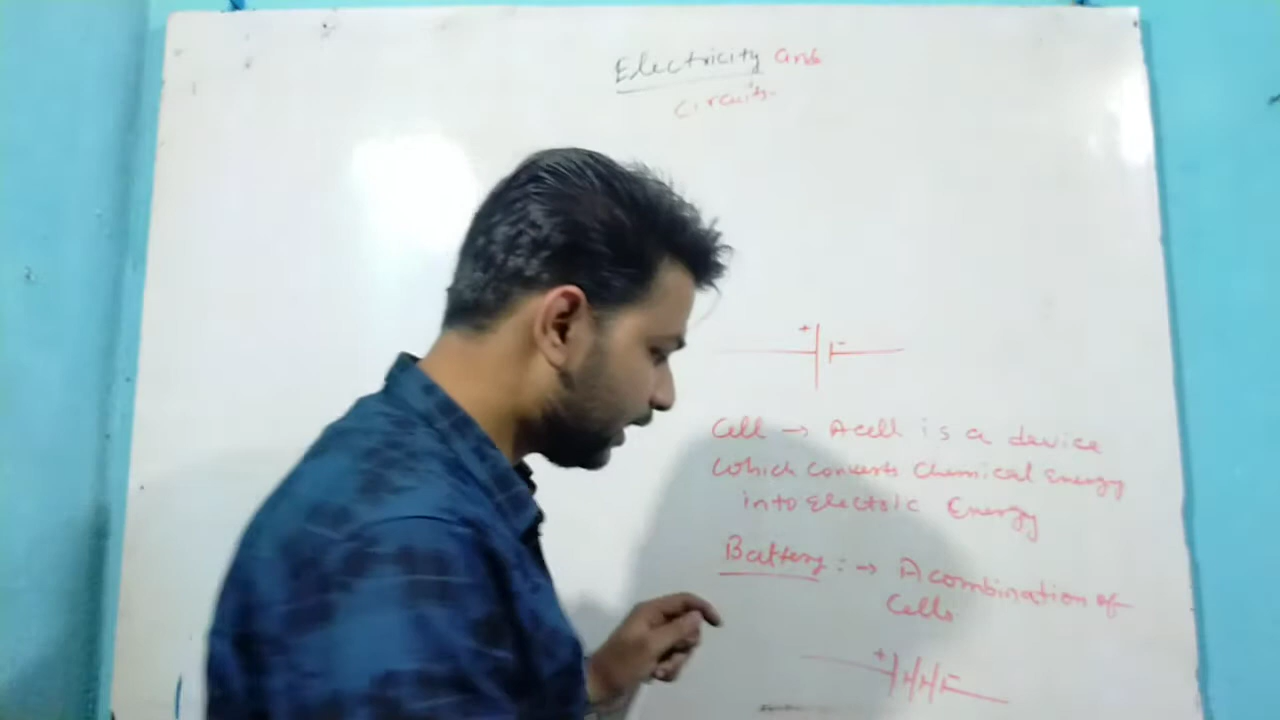 Electricity and
Circuits.
+ -
Cell → A cell is a device
which converts Chemical Energy
into Electric Energy
Battery :→ A combination of
Cells
+ -